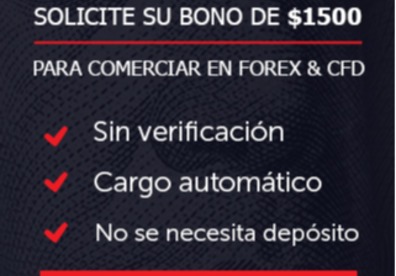 SOLICITE SU BONO DE $1500
PARA COMERCIAR EN FOREX & CFD
Sin verificación
Cargo automático
No se necesita depósito